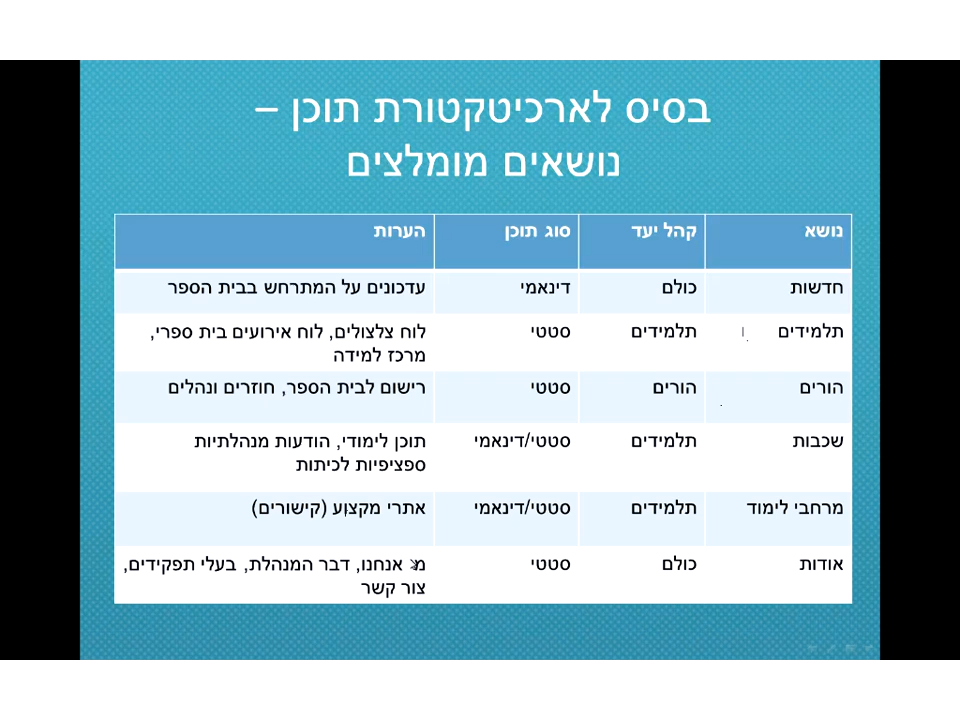 בסיס לארכיטקטורת תוכן –
נושאים מומלצים
נושא קהל יעד סוג תוכן הערות
חדשות כולם דינאמי עדכונים על המתרחש בבית הספר
תלמידים תלמידים סטטי לוח צלצולים, לוח אירועים בית ספרי,
מרכז למידה
הורים הורים סטטי רישום לבית הספר, חוזרים ונהלים
שכבות תלמידים סטטי/דינאמי תוכן לימודי, הודעות מנהלתיות
ספציפיות לכיתות
מרחבי לימוד תלמידים סטטי/דינאמי אתרי מקצוע (קישורים)
אודות כולם סטטי אנחנו, דבר המנהלת, בעלי תפקידים,
צור קשר